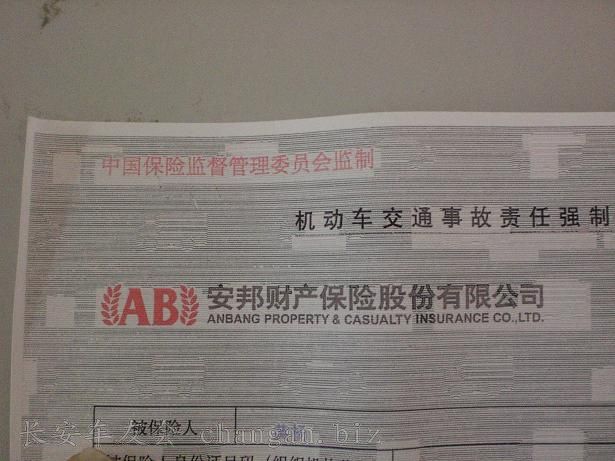 中国保险监督管理委员会监制
机动车交通事故责任强制
AB 安邦财产保险股份有限公司
ANBANG PROPERTY & CASUALTY INSURANCE CO.,LTD.
被保险人
长安车友会 changan.biz